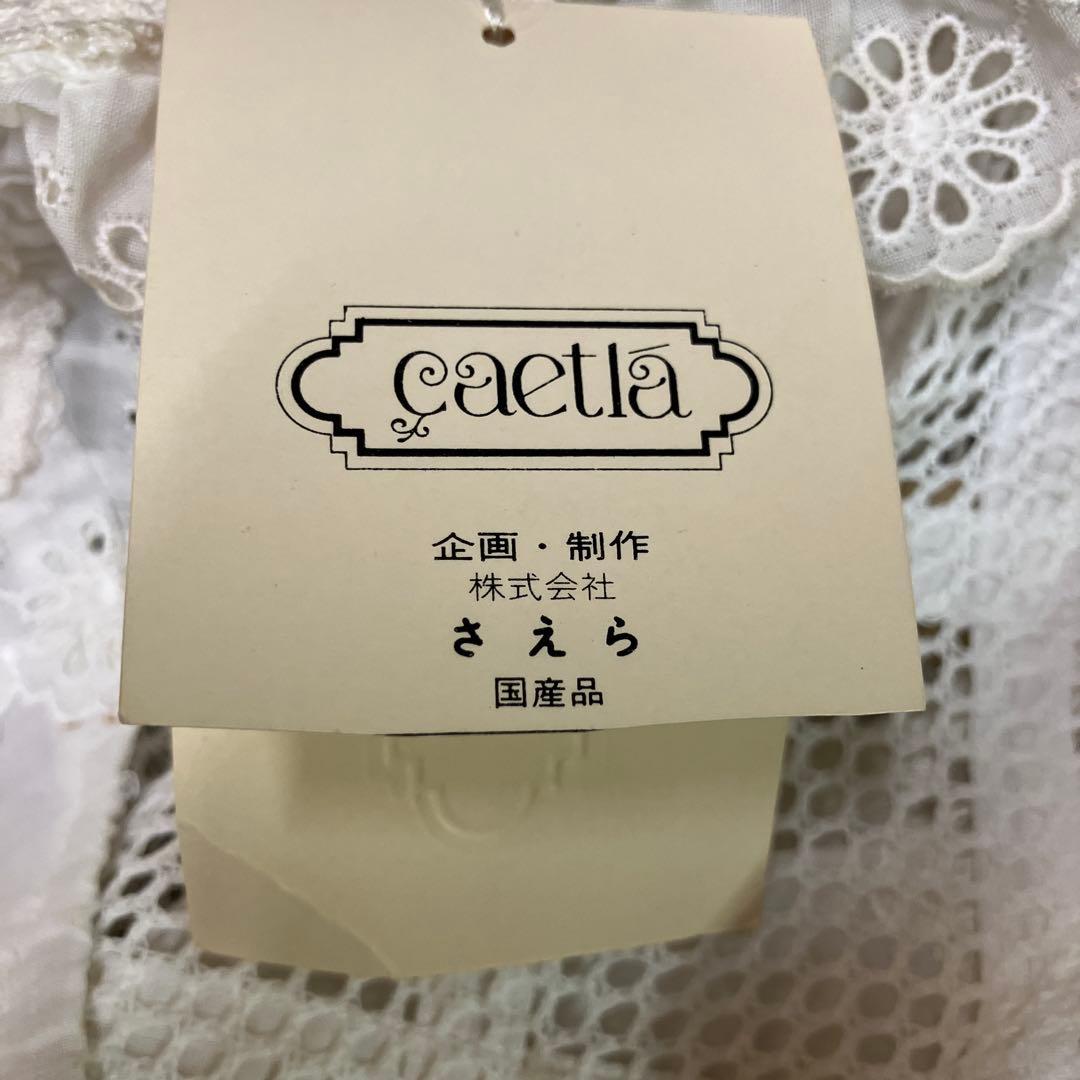 çaetlá
企画・制作
株式会社
さえら
国産品